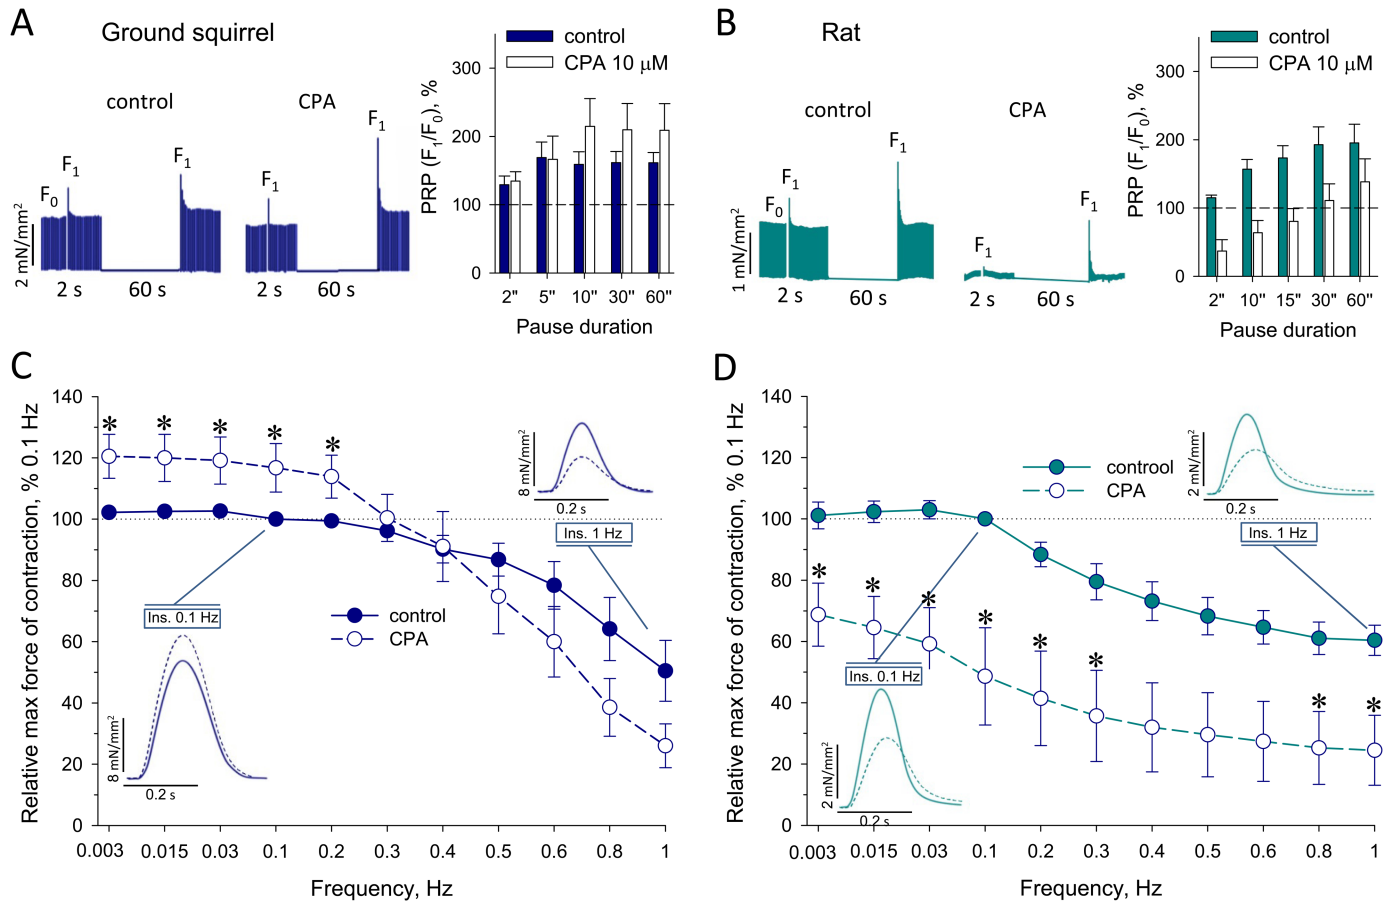 A
Ground squirrel
control
CPA 10 µM
control
CPA
F0
F1
F1
F1
F1
2 mN/mm2
2 s
60 s
2 s
60 s
PRP (F1/F0), %
300
200
100
0
2"
5"
10"
30"
60"
Pause duration
B
Rat
control
CPA 10 µM
control
CPA
F0
F1
F1
F1
F1
1 mN/mm2
2 s
60 s
2 s
60 s
PRP (F1/F0), %
300
200
100
0
2"
10"
15"
30"
60"
Pause duration
C
Relative max force of contraction, % 0.1 Hz
140
120
100
80
60
40
20
0
* * * * *
8 mN/mm2
0.2 s
Ins. 1 Hz
Ins. 0.1 Hz
control
CPA
8 mN/mm2
0.2 s
0.003 0.015 0.03 0.1 0.2 0.3 0.4 0.5 0.6 0.8 1
Frequency, Hz
D
Relative max force of contraction, % 0.1 Hz
140
120
100
80
60
40
20
0
2 mN/mm2
0.2 s
controol
CPA
Ins. 1 Hz
* * * * * * * *
Ins. 0.1 Hz
2 mN/mm2
0.2 s
0.003 0.015 0.03 0.1 0.2 0.3 0.4 0.5 0.6 0.8 1
Frequency, Hz